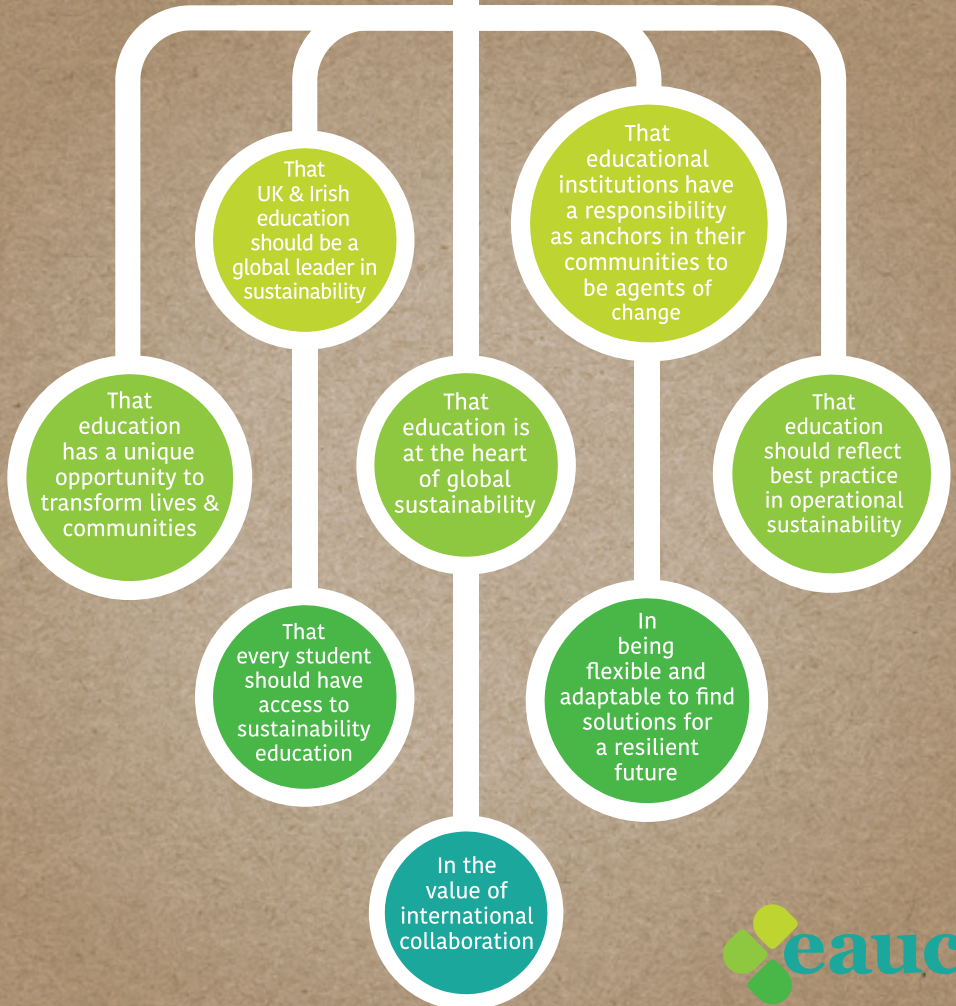 That
UK & Irish
education
should be a
global leader in
sustainability
That
educational
institutions have
a responsibility
as anchors in their
communities to
be agents of
change
That
education
has a unique
opportunity to
transform lives &
communities
That
education is
at the heart
of global
sustainability
That
education
should reflect
best practice
in operational
sustainability
That
every student
should have
access to
sustainability
education
In
being
flexible and
adaptable to find
solutions for
a resilient
future
In the
value of
international
collaboration
eauc